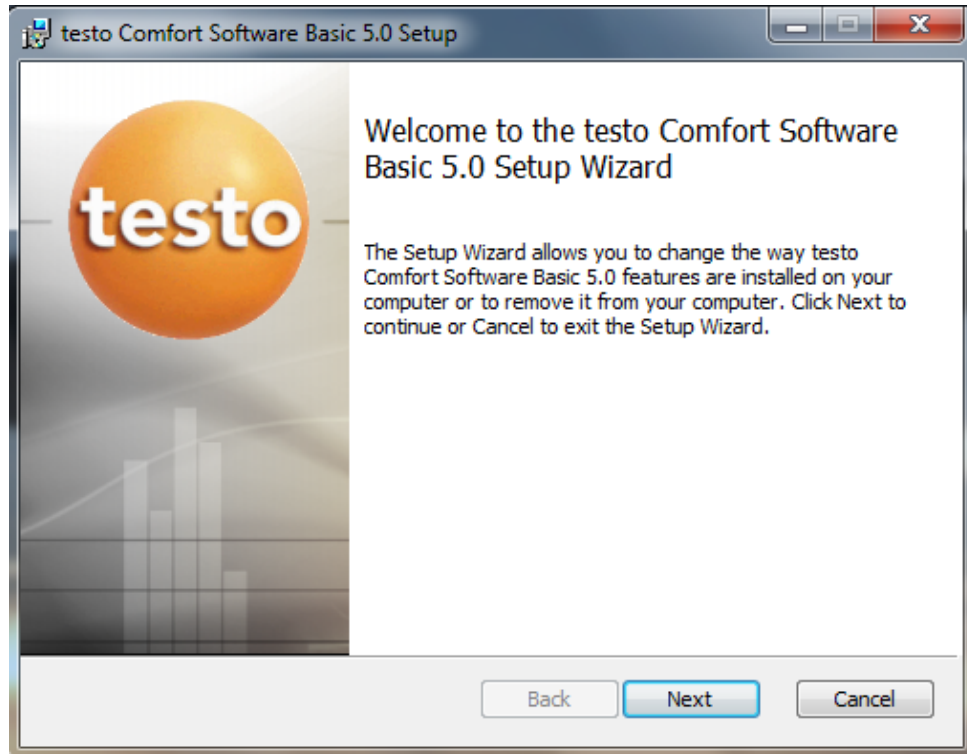 testo Comfort Software Basic 5.0 Setup
testo
Welcome to the testo Comfort Software
Basic 5.0 Setup Wizard
The Setup Wizard allows you to change the way testo
Comfort Software Basic 5.0 features are installed on your
computer or to remove it from your computer. Click Next to
continue or Cancel to exit the Setup Wizard.
Back Next Cancel